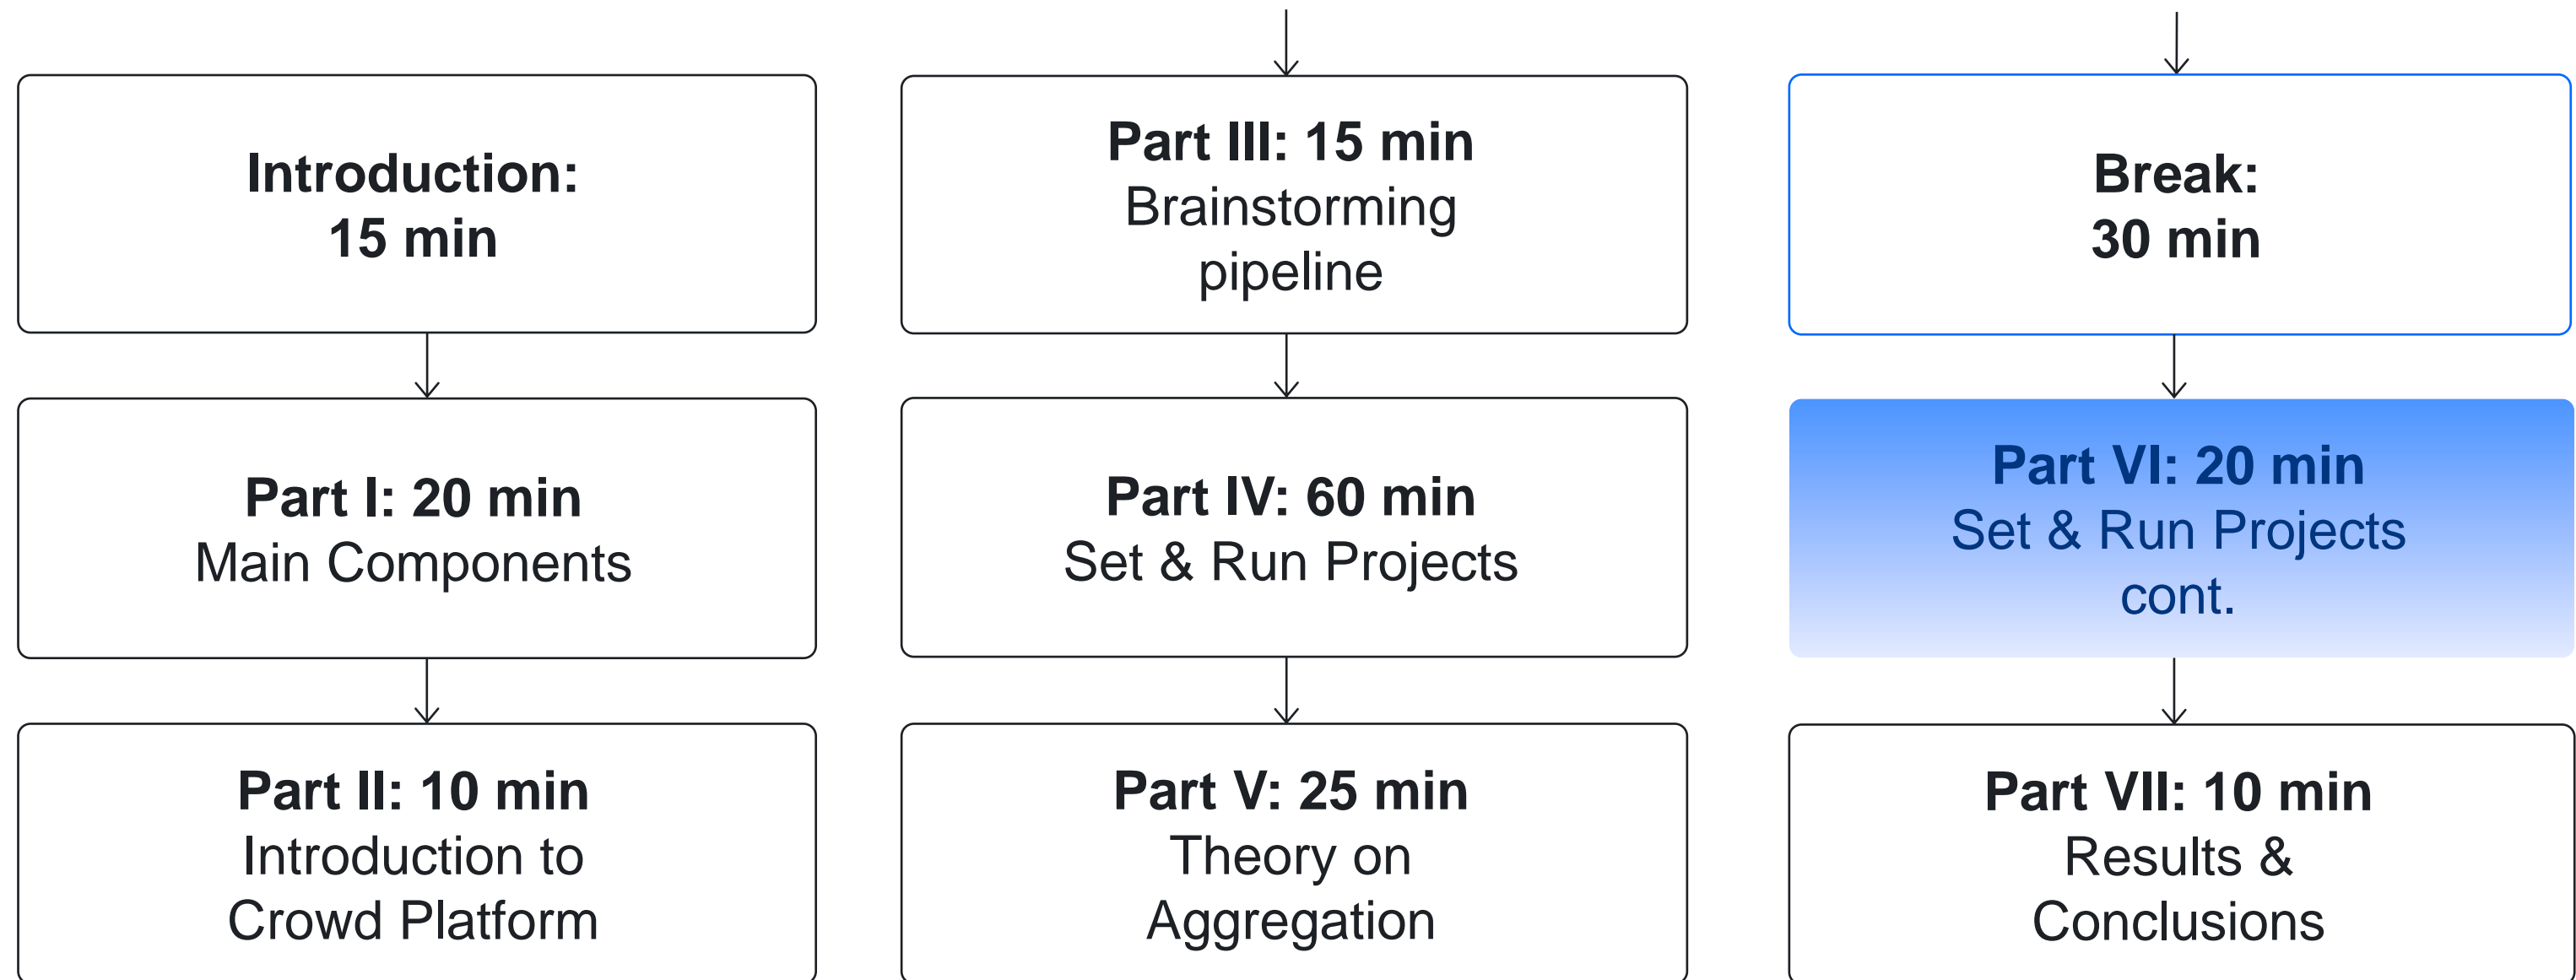 Introduction:
15 min
Part I: 20 min
Main Components
Part II: 10 min
Introduction to
Crowd Platform
Part III: 15 min
Brainstorming
pipeline
Part IV: 60 min
Set & Run Projects
Part V: 25 min
Theory on
Aggregation
Break:
30 min
Part VI: 20 min
Set & Run Projects
cont.
Part VII: 10 min
Results &
Conclusions